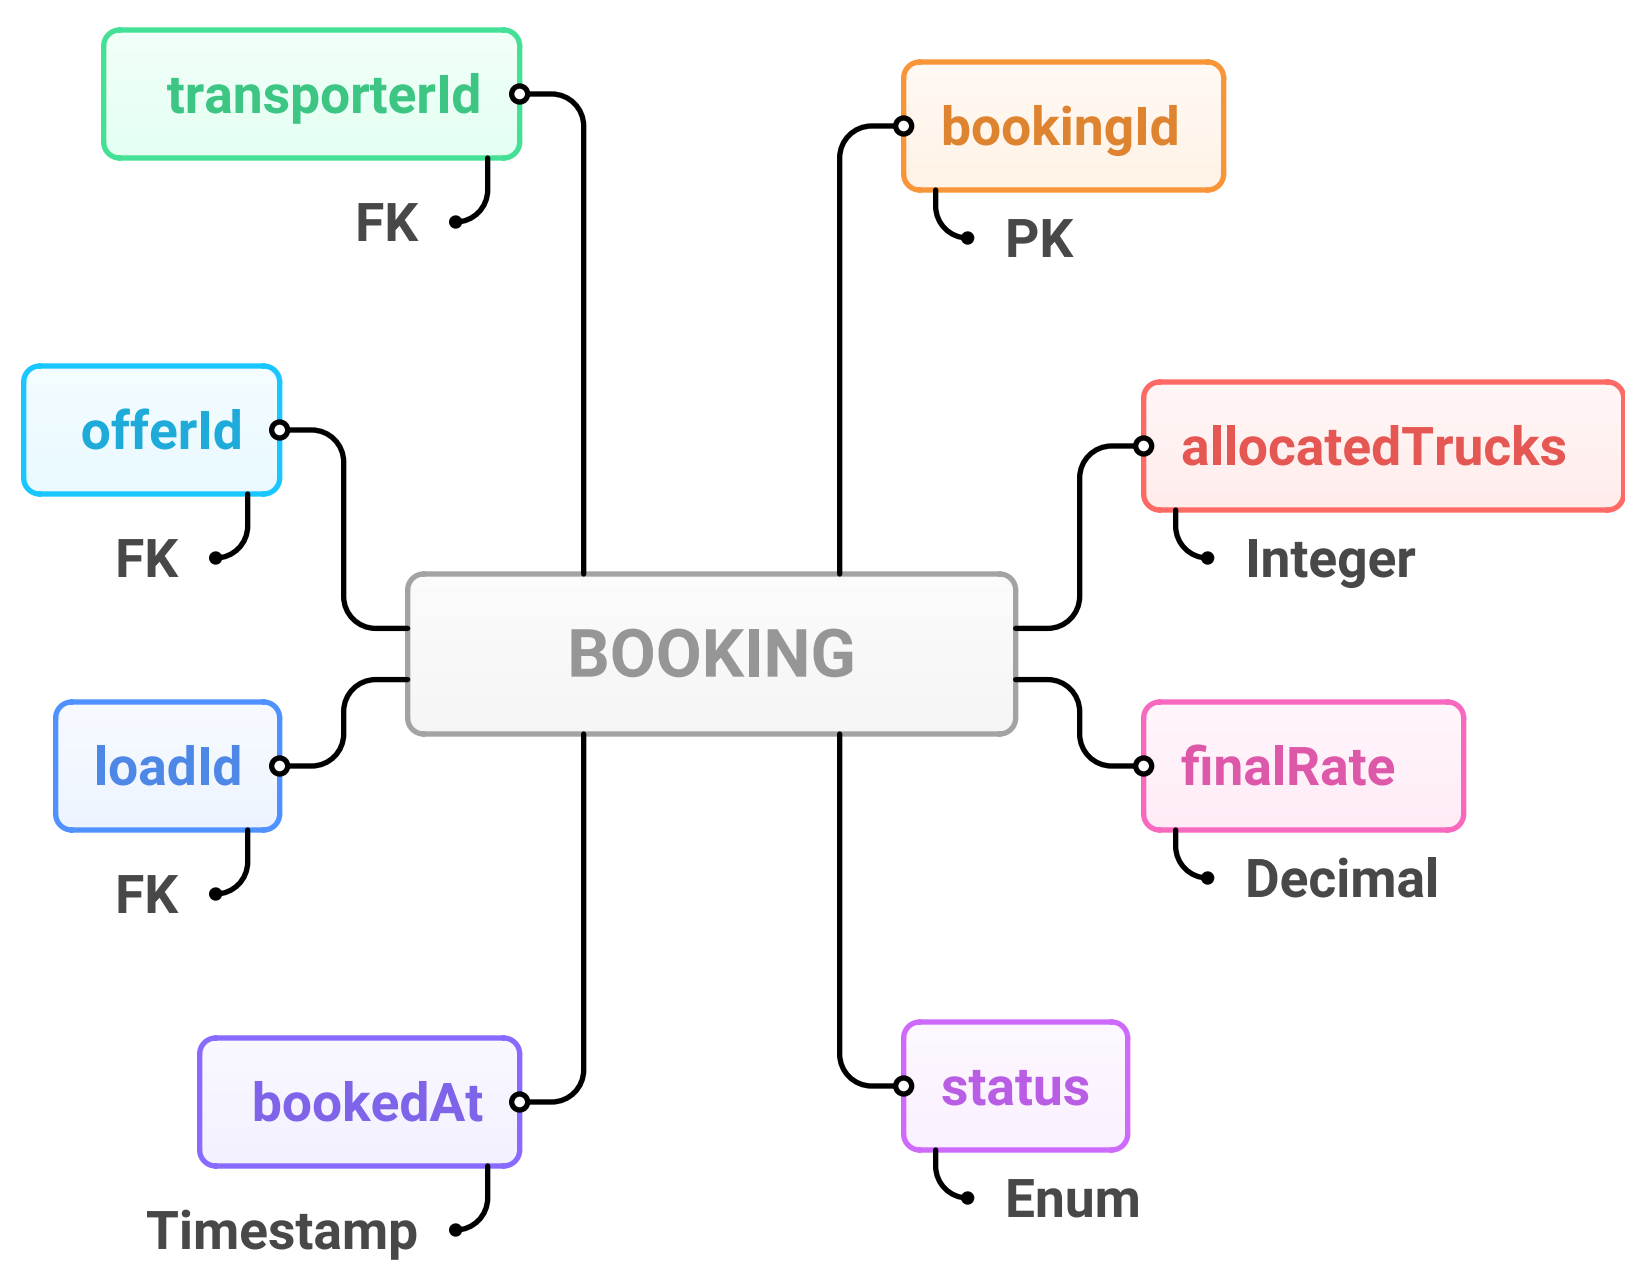 transporterId
FK
bookingId
PK
offerId
FK
allocatedTrucks
Integer
BOOKING
loadId
FK
finalRate
Decimal
bookedAt
Timestamp
status
Enum